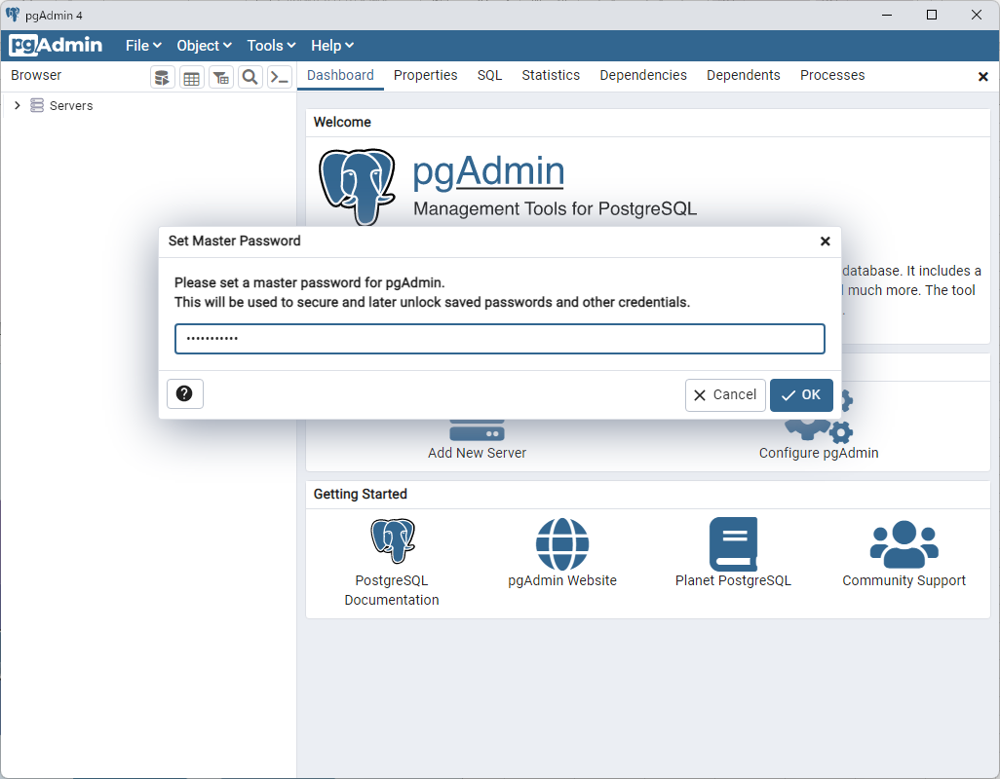 pgAdmin 4
pgAdmin File Object Tools Help
Browser
Dashboard Properties SQL Statistics Dependencies Dependents Processes
Servers
Welcome
pgAdmin
Management Tools for PostgreSQL
Set Master Password
Please set a master password for pgAdmin.
This will be used to secure and later unlock saved passwords and other credentials.
•••••••••••
Cancel OK
database. It includes a
much more. The tool
Add New Server Configure pgAdmin
Getting Started
PostgreSQL
Documentation
pgAdmin Website
Planet PostgreSQL
Community Support